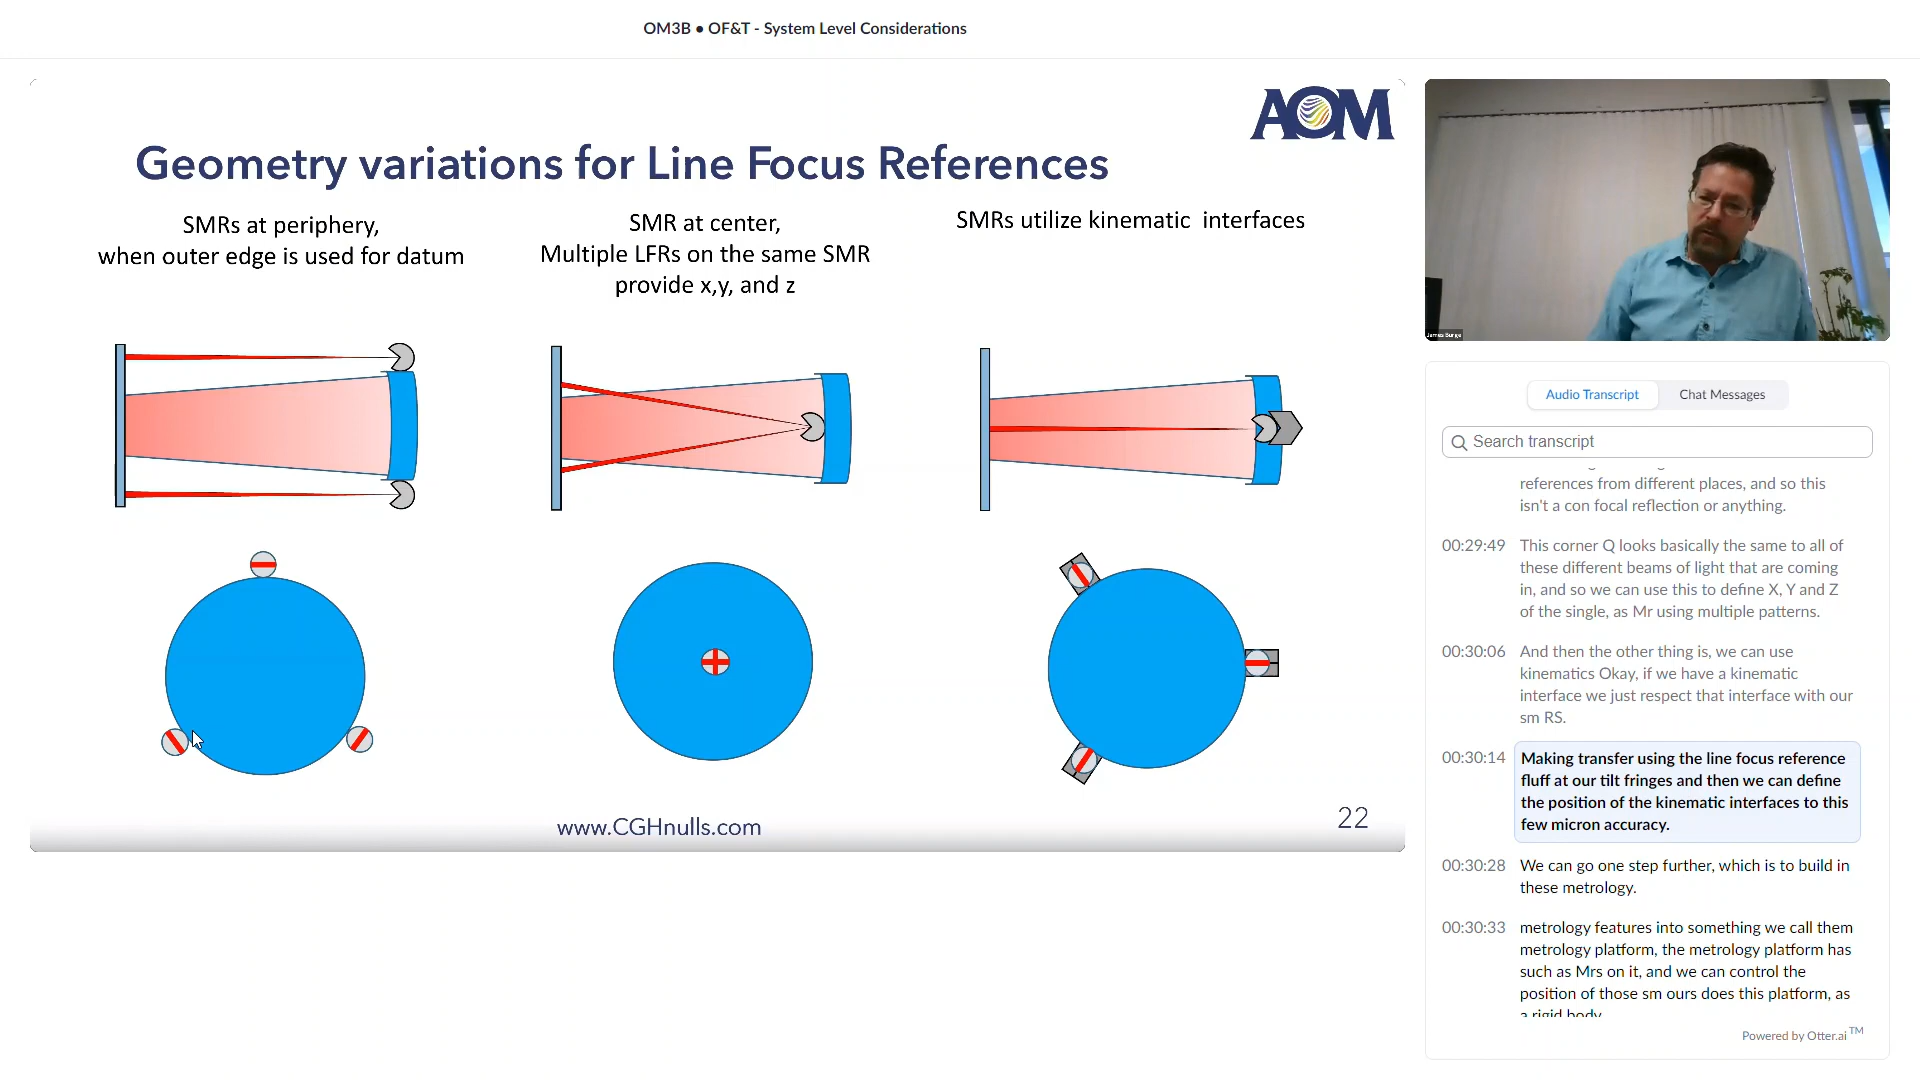 OM3B ● OF&T - System Level Considerations
AOM
Geometry variations for Line Focus References
SMRs at periphery,
when outer edge is used for datum
SMR at center,
Multiple LFRs on the same SMR
provide x,y, and z
SMRs utilize kinematic interfaces
www.CGHnulls.com
22
James Burge
Audio Transcript
Chat Messages
Search transcript
references from different places, and so this
isn't a con focal reflection or anything.
00:29:49 This corner Q looks basically the same to all of
these different beams of light that are coming
in, and so we can use this to define X, Y and Z
of the single, as Mr using multiple patterns.
00:30:06 And then the other thing is, we can use
kinematics Okay, if we have a kinematic
interface we just respect that interface with our
sm RS.
00:30:14 Making transfer using the line focus reference
fluff at our tilt fringes and then we can define
the position of the kinematic interfaces to this
few micron accuracy.
00:30:28 We can go one step further, which is to build in
these metrology.
00:30:33 metrology features into something we call them
metrology platform, the metrology platform has
such as Mrs on it, and we can control the
position of those sm ours does this platform, as
a rigid body
Powered by Otter.ai TM